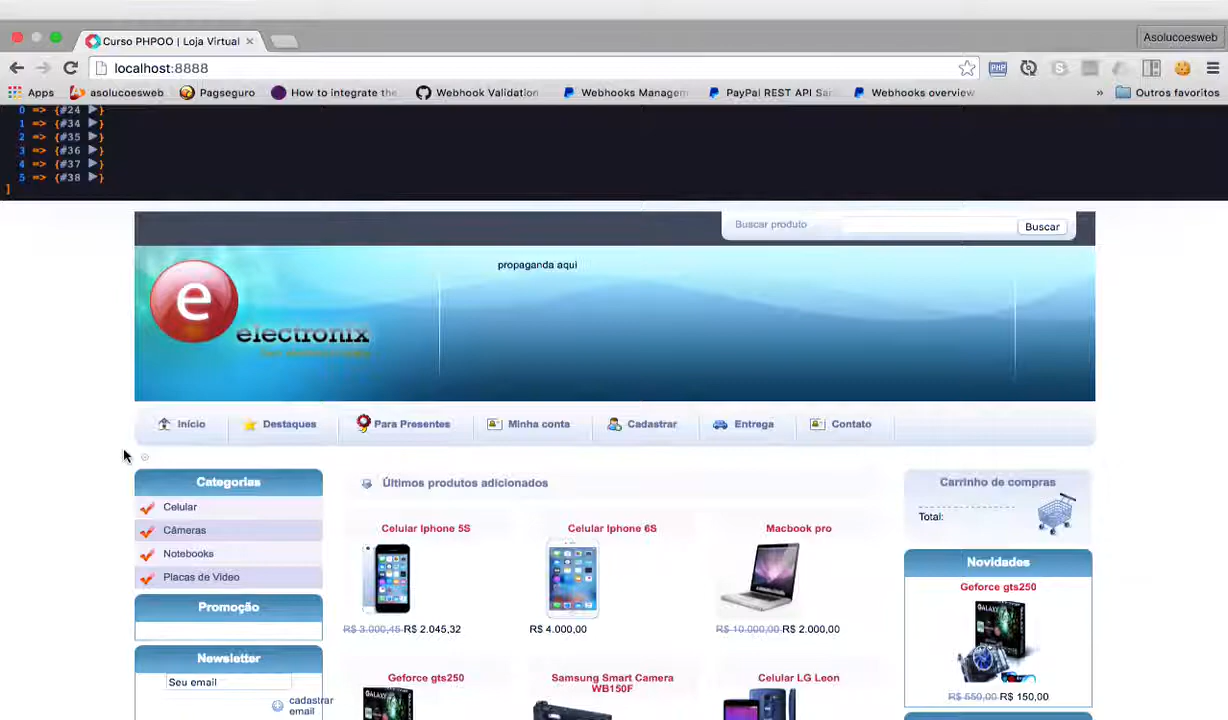 Curso PHPOO | Loja Virtual
Asolucoesweb
localhost:8888
Apps
asolucoesweb
Pagseguro
How to integrate the
GitHub Webhook Validation
Webhooks Managem
PayPal REST API
Webhooks overview
»
Outros favoritos
0 => {#24 ▶}
1 => {#34 ▶}
2 => {#35 ▶}
3 => {#36 ▶}
4 => {#37 ▶}
5 => {#38 ▶}
]
Buscar produto
Buscar
propaganda aqui
e
electronix
Início
Destaques
Para Presentes
Minha conta
Cadastrar
Entrega
Contato
Categorias
Celular
Câmeras
Notebooks
Placas de Vídeo
Promoção
Newsletter
Seu email
cadastrar
email
Últimos produtos adicionados
Celular Iphone 5S
R$ 3.000,45 R$ 2.045,32
Celular Iphone 6S
R$ 4.000,00
Macbook pro
R$ 10.000,00 R$ 2.000,00
Geforce gts250
Samsung Smart Camera
WB150F
Celular LG Leon
Carrinho de compras
Total:
Novidades
Geforce gts250
R$ 550,00 R$ 150,00